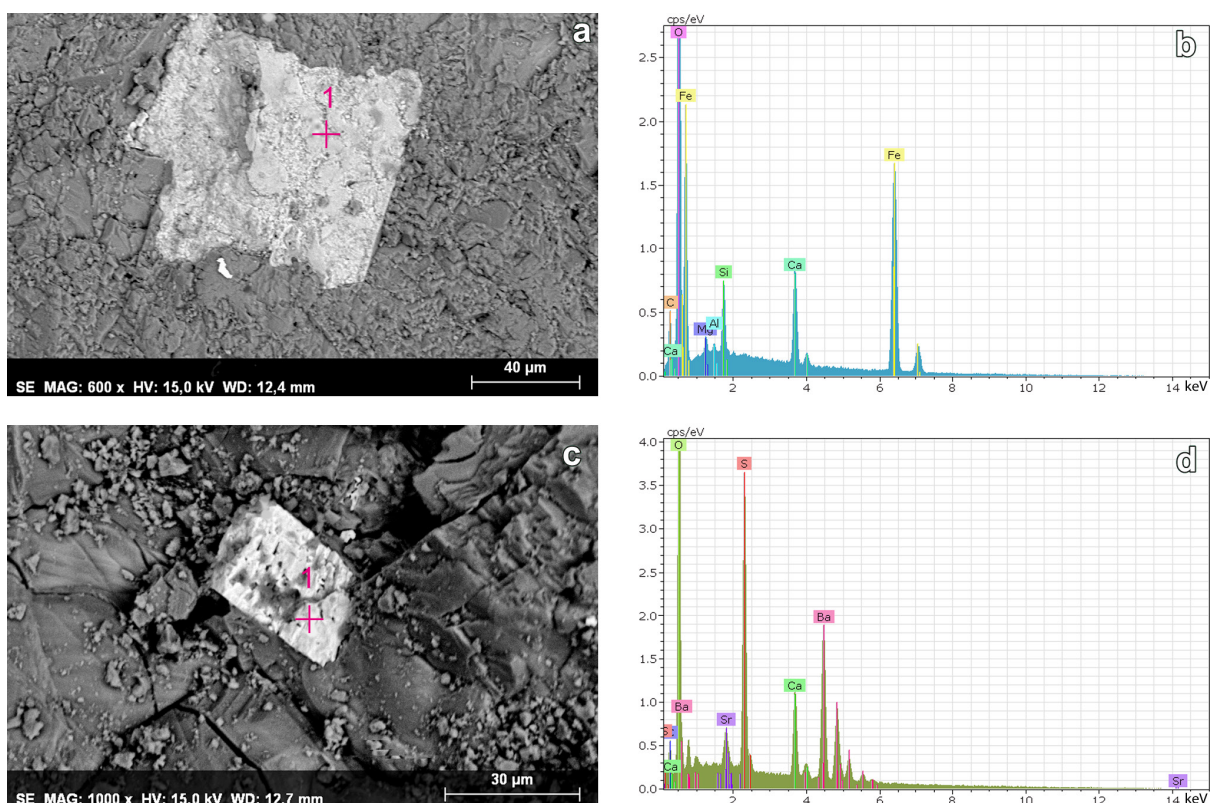 a
1
40 µm
SE MAG: 600 x HV: 15,0 kV WD: 12,4 mm
cps/eV
b
O
Fe
Fe
Ca
Si
C
Al
Mg
Ca
2.5
2.0
1.5
1.0
0.5
0.0
2 4 6 8 10 12 14 keV
c
1
30 µm
SE MAG: 1000 x HV: 15,0 kV WD: 12,7 mm
cps/eV
d
O
S
Ba
Ca
Sr
Ba
S
Ca
Sr
4.0
3.5
3.0
2.5
2.0
1.5
1.0
0.5
0.0
2 4 6 8 10 12 14 keV